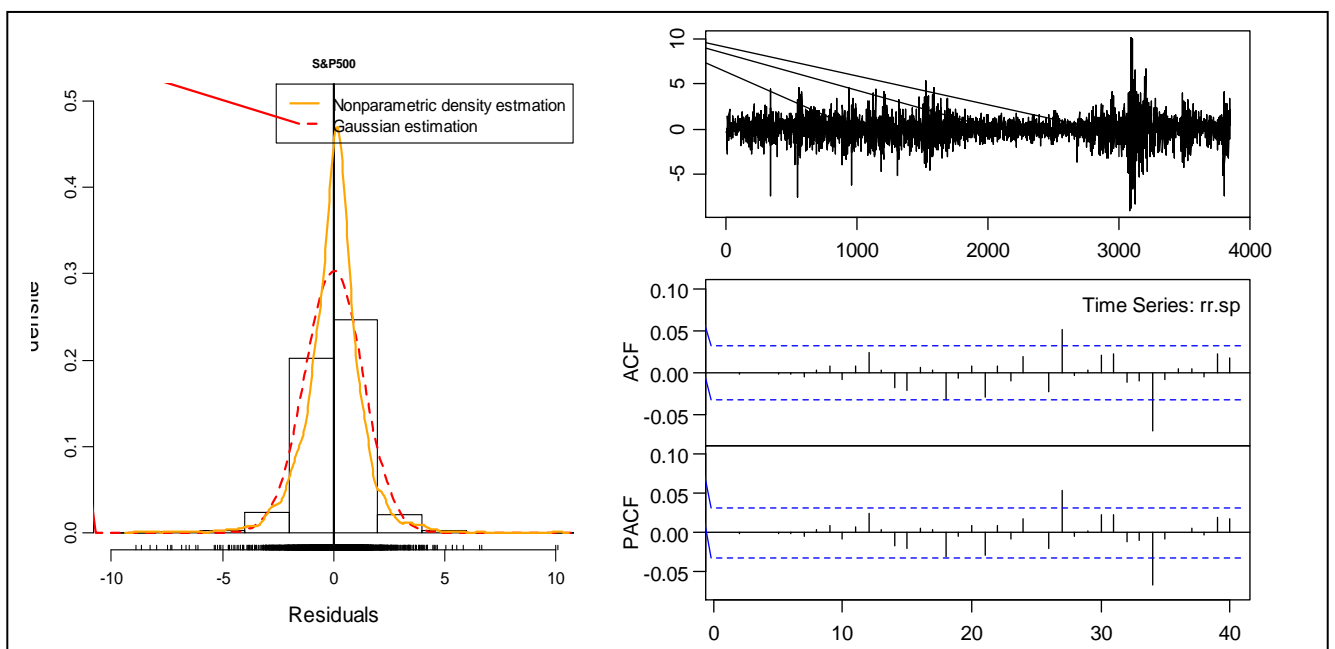 S&P500
Nonparametric density estmation
Gaussian estimation
0.5
0.4
0.3
0.2
0.1
0.0
densite
-10 -5 0 5 10
Residuals
10
5
0
-5
0 1000 2000 3000 4000
Time Series: rr.sp
0.10
0.05
0.00
-0.05
ACF
0.10
0.05
0.00
-0.05
PACF
0 10 20 30 40